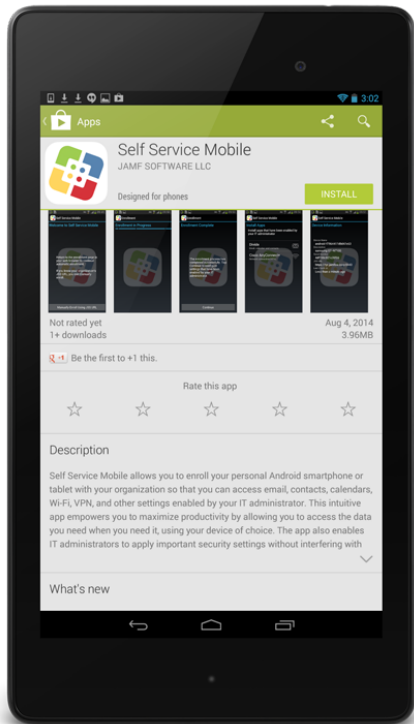 3:02
Apps
Self Service Mobile
JAMF SOFTWARE LLC
Designed for phones
INSTALL
Not rated yet
Aug 4, 2014
1+ downloads
3.96MB
Be the first to +1 this.
Rate this app
Description
Self Service Mobile allows you to enroll your personal Android smartphone or
tablet with your organization so that you can access email, contacts, calendars,
Wi-Fi, VPN, and other settings enabled by your IT administrator. This intuitive
app empowers you to maximize productivity by allowing you to access the data
you need when you need it, using your device of choice. The app also enables
IT administrators to apply important security settings without interfering with
What's new